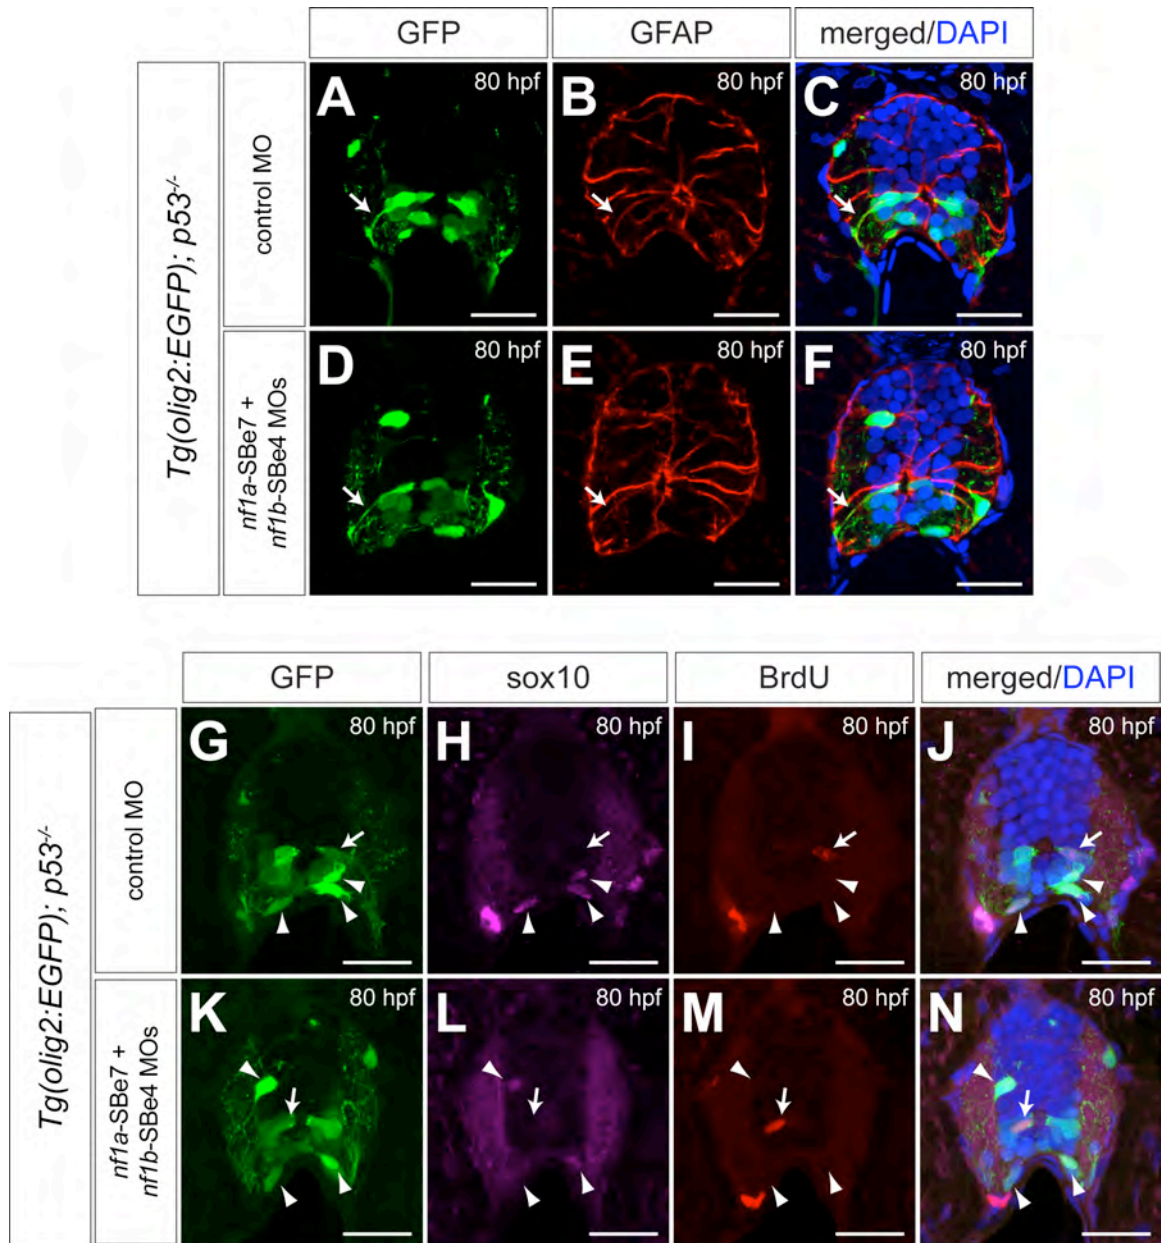 GFP GFAP merged/DAPI
Tg(olig2:EGFP); p53-/-
control MO
A 80 hpf B 80 hpf C 80 hpf
nf1a-SBe7 +
nf1b-SBe4 MOs
D 80 hpf E 80 hpf F 80 hpf
GFP sox10 BrdU merged/DAPI
Tg(olig2:EGFP); p53-/-
control MO
G 80 hpf H 80 hpf I 80 hpf J 80 hpf
nf1a-SBe7 +
nf1b-SBe4 MOs
K 80 hpf L 80 hpf M 80 hpf N 80 hpf